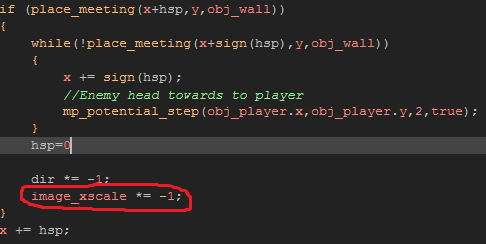 if (place_meeting(x+hsp,y,obj_wall))
{
while(!place_meeting(x+sign(hsp),y,obj_wall))
{
x += sign(hsp);
//Enemy head towards to player
mp_potential_step(obj_player.x,obj_player.y,2,true);
}
hsp=0
dir *= -1;
image_xscale *= -1;
}
x += hsp;